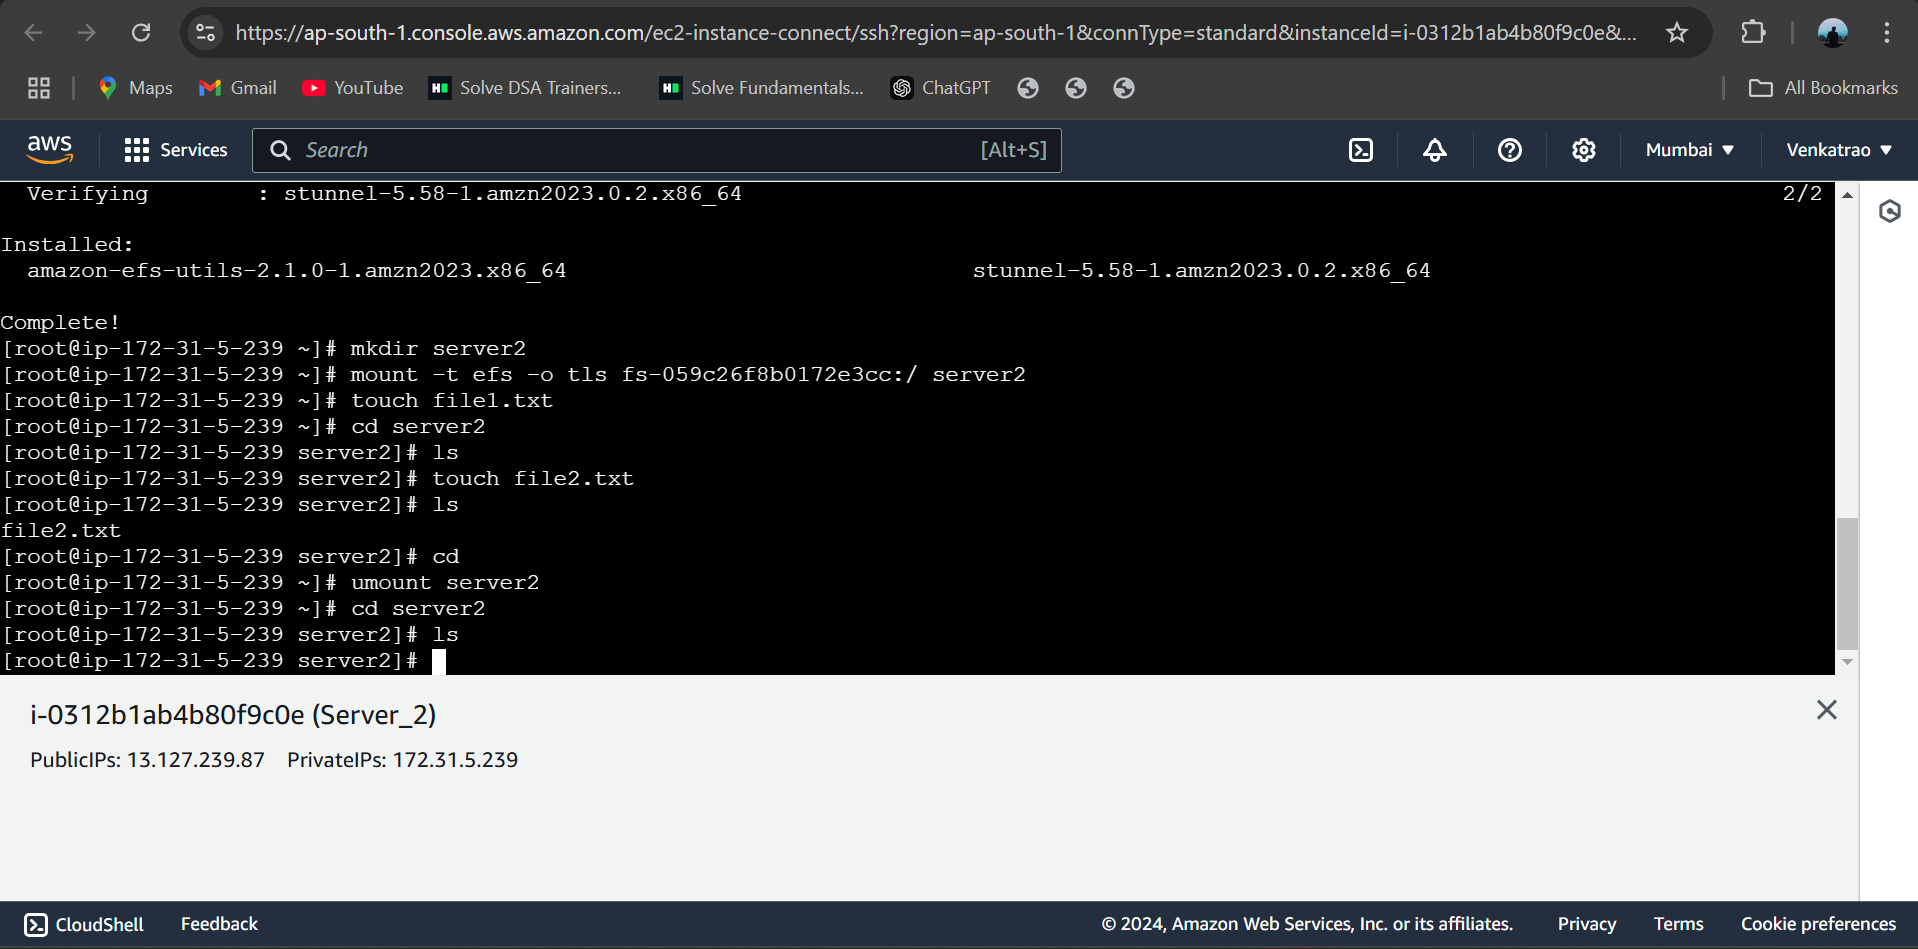 https://ap-south-1.console.aws.amazon.com/ec2-instance-connect/ssh?region=ap-south-1&connType=standard&instanceId=i-0312b1ab4b80f9c0e&...
Maps Gmail YouTube Solve DSA Trainers... Solve Fundamentals... ChatGPT All Bookmarks
aws Services Search [Alt+S] Mumbai Venkatrao
Verifying : stunnel-5.58-1.amzn2023.0.2.x86_64 2/2
Installed:
amazon-efs-utils-2.1.0-1.amzn2023.x86_64 stunnel-5.58-1.amzn2023.0.2.x86_64
Complete!
[root@ip-172-31-5-239 ~]# mkdir server2
[root@ip-172-31-5-239 ~]# mount -t efs -o tls fs-059c26f8b0172e3cc:/ server2
[root@ip-172-31-5-239 ~]# touch file1.txt
[root@ip-172-31-5-239 ~]# cd server2
[root@ip-172-31-5-239 server2]# ls
[root@ip-172-31-5-239 server2]# touch file2.txt
[root@ip-172-31-5-239 server2]# ls
file2.txt
[root@ip-172-31-5-239 server2]# cd
[root@ip-172-31-5-239 ~]# umount server2
[root@ip-172-31-5-239 ~]# cd server2
[root@ip-172-31-5-239 server2]# ls
[root@ip-172-31-5-239 server2]#
i-0312b1ab4b80f9c0e (Server_2)
PublicIPs: 13.127.239.87 PrivateIPs: 172.31.5.239
CloudShell Feedback © 2024, Amazon Web Services, Inc. or its affiliates. Privacy Terms Cookie preferences